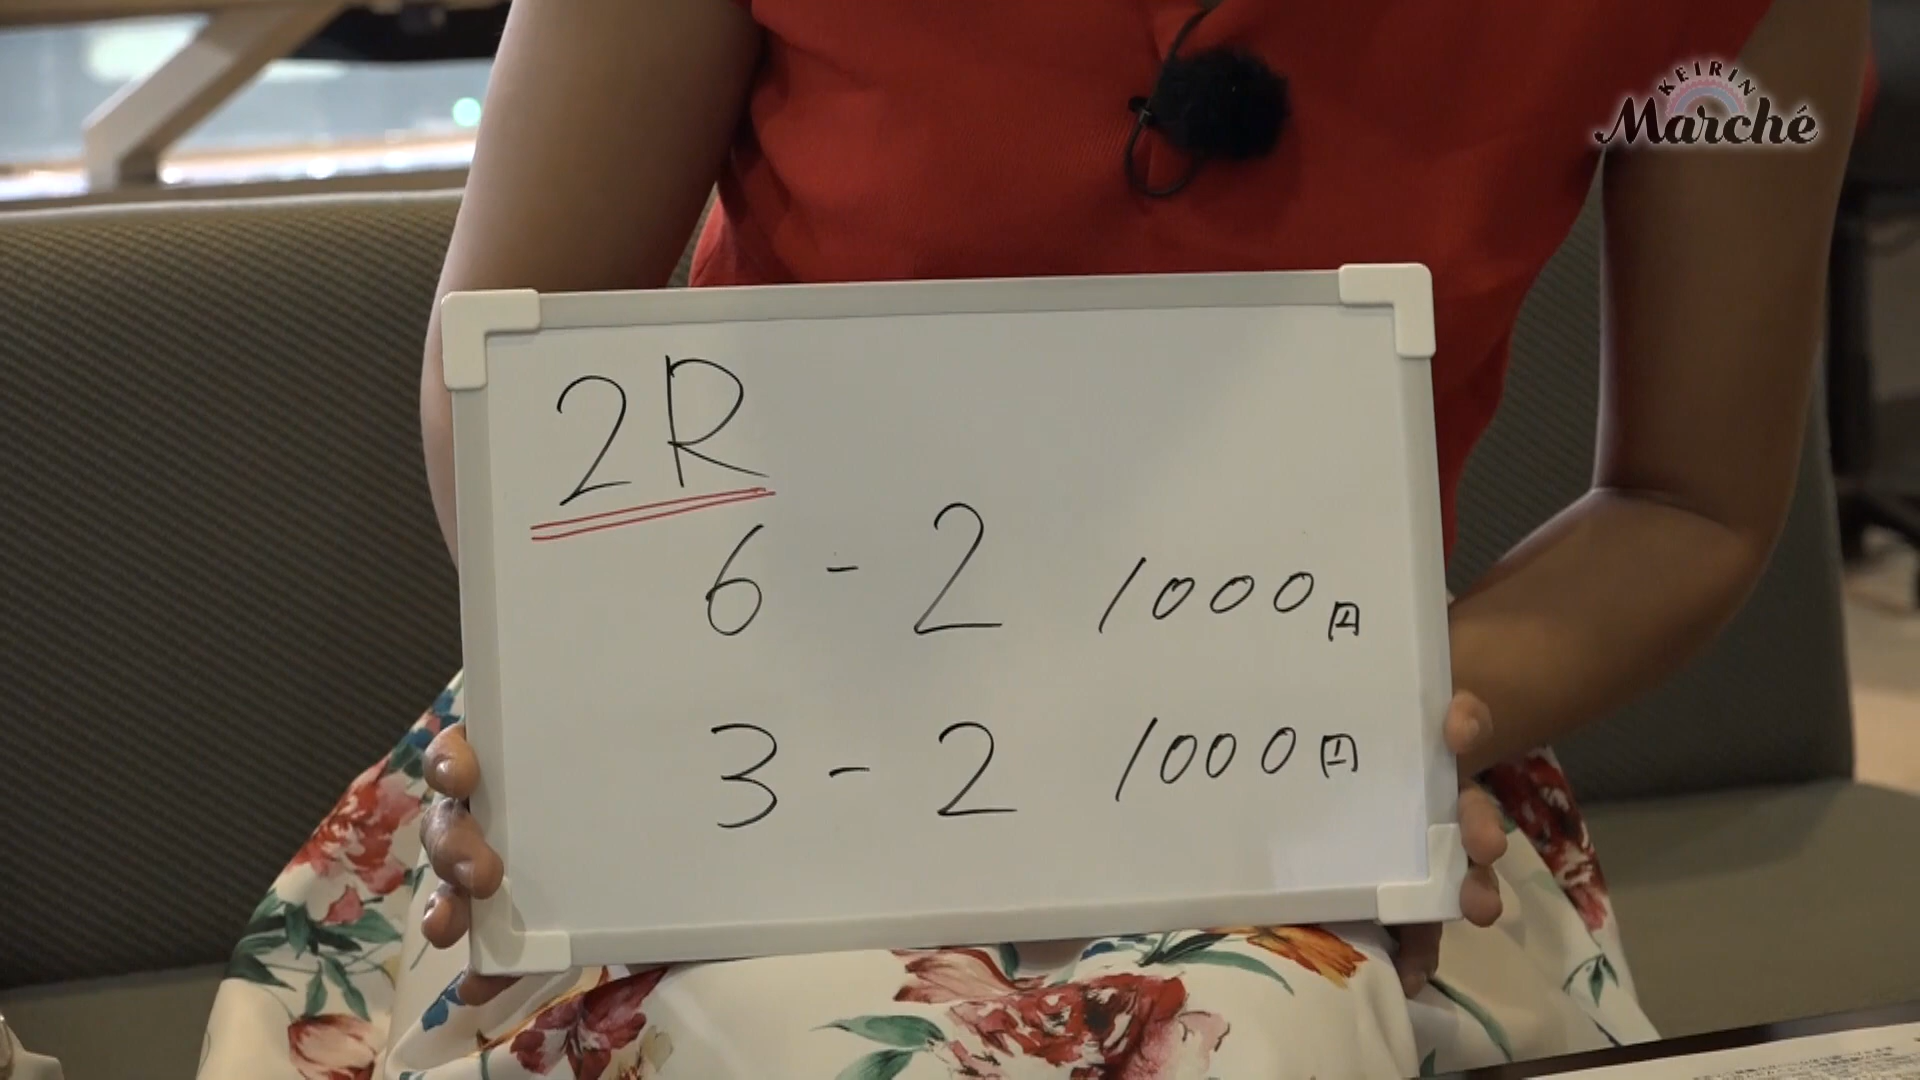 KEIRIN
Marché
2R
6-2 1000円
3-2 1000円